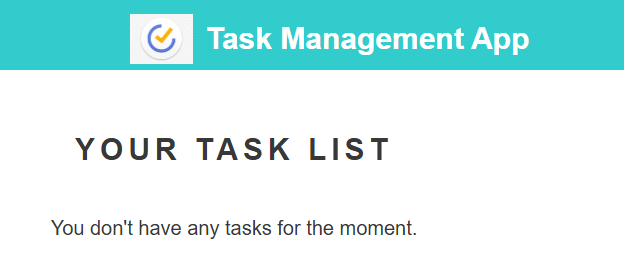 Task Management App
YOUR TASK LIST
You don't have any tasks for the moment.